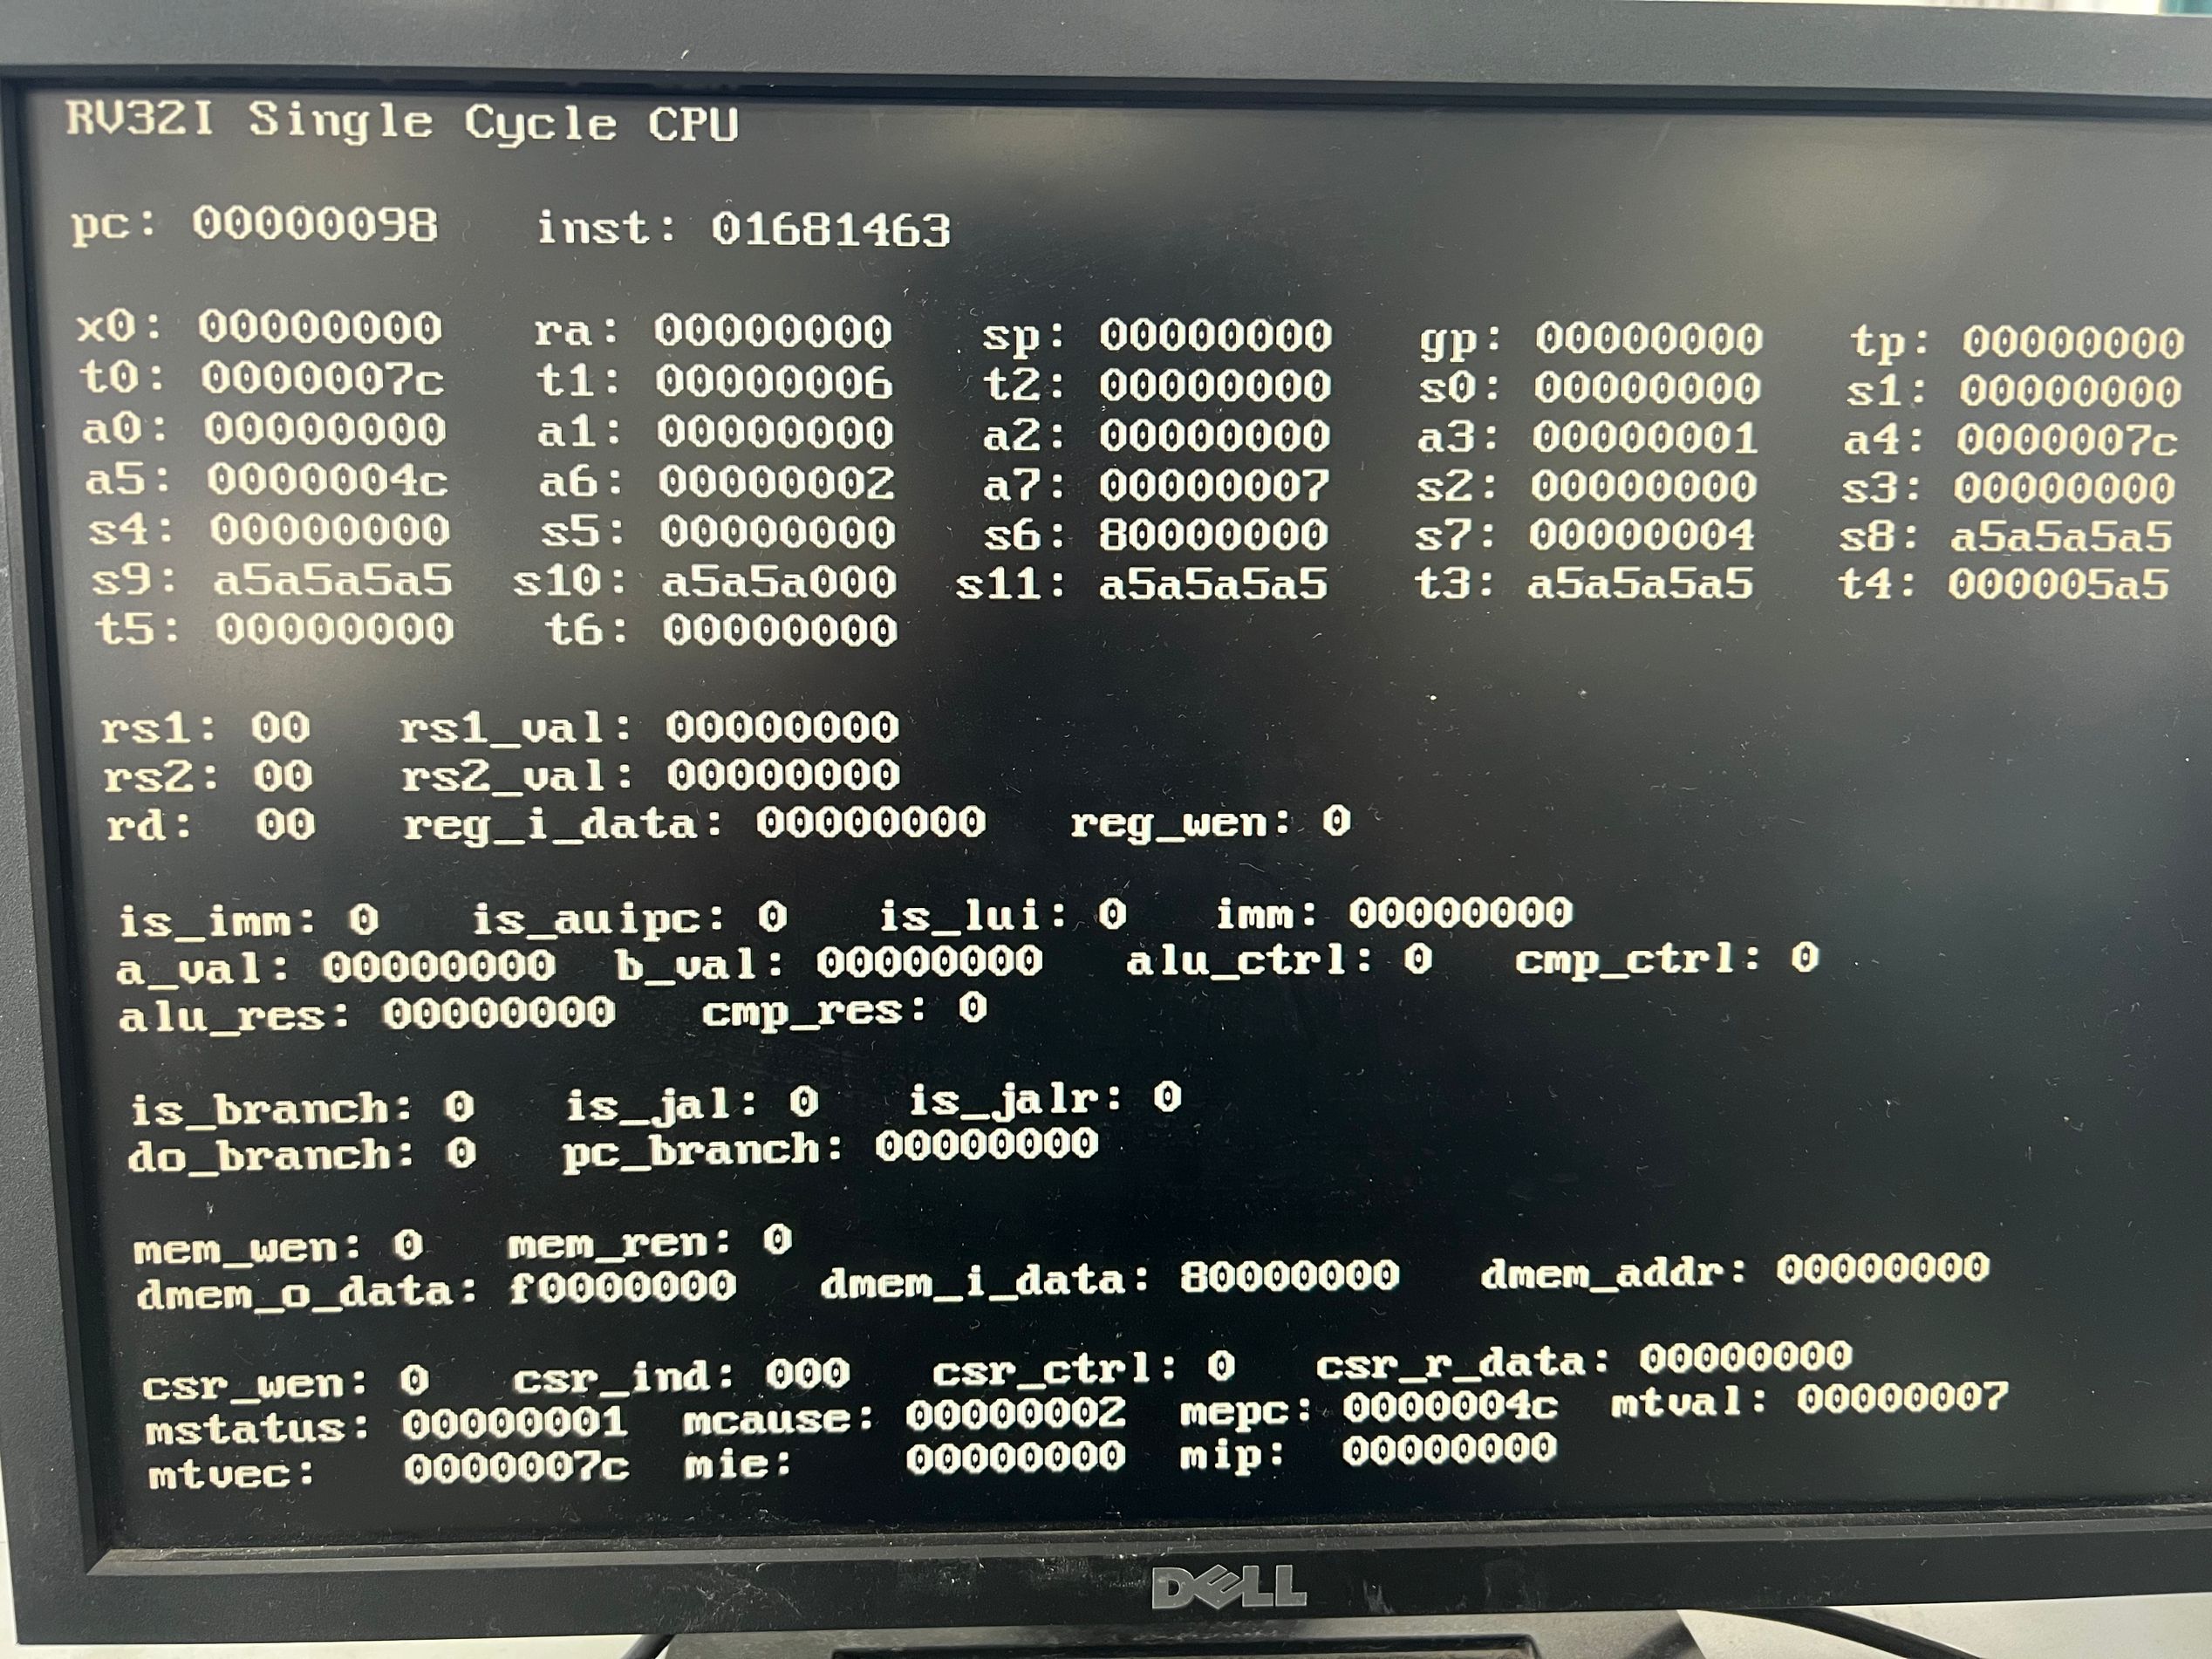 RV32I Single Cycle CPU
pc: 00000098 inst: 01681463
x0: 00000000 ra: 00000000 sp: 00000000 gp: 00000000 tp: 00000000
t0: 0000007c t1: 00000006 t2: 00000000 s0: 00000000 s1: 00000000
a0: 00000000 a1: 00000000 a2: 00000000 a3: 00000001 a4: 0000007c
a5: 0000004c a6: 00000002 a7: 00000007 s2: 00000000 s3: 00000000
s4: 00000000 s5: 00000000 s6: 80000000 s7: 00000004 s8: a5a5a5a5
s9: a5a5a5a5 s10: a5a5a000 s11: a5a5a5a5 t3: a5a5a5a5 t4: 000005a5
t5: 00000000 t6: 00000000
rs1: 00 rs1_val: 00000000
rs2: 00 rs2_val: 00000000
rd: 00 reg_i_data: 00000000 reg_wen: 0
is_imm: 0 is_auipc: 0 is_lui: 0 imm: 00000000
a_val: 00000000 b_val: 00000000 alu_ctrl: 0 cmp_ctrl: 0
alu_res: 00000000 cmp_res: 0
is_branch: 0 is_jal: 0 is_jalr: 0
do_branch: 0 pc_branch: 00000000
mem_wen: 0 mem_ren: 0
dmem_o_data: f0000000 dmem_i_data: 80000000 dmem_addr: 00000000
csr_wen: 0 csr_ind: 000 csr_ctrl: 0 csr_r_data: 00000000
mstatus: 00000001 mcause: 00000002 mepc: 0000004c mtval: 00000007
mtvec: 0000007c mie: 00000000 mip: 00000000
DELL